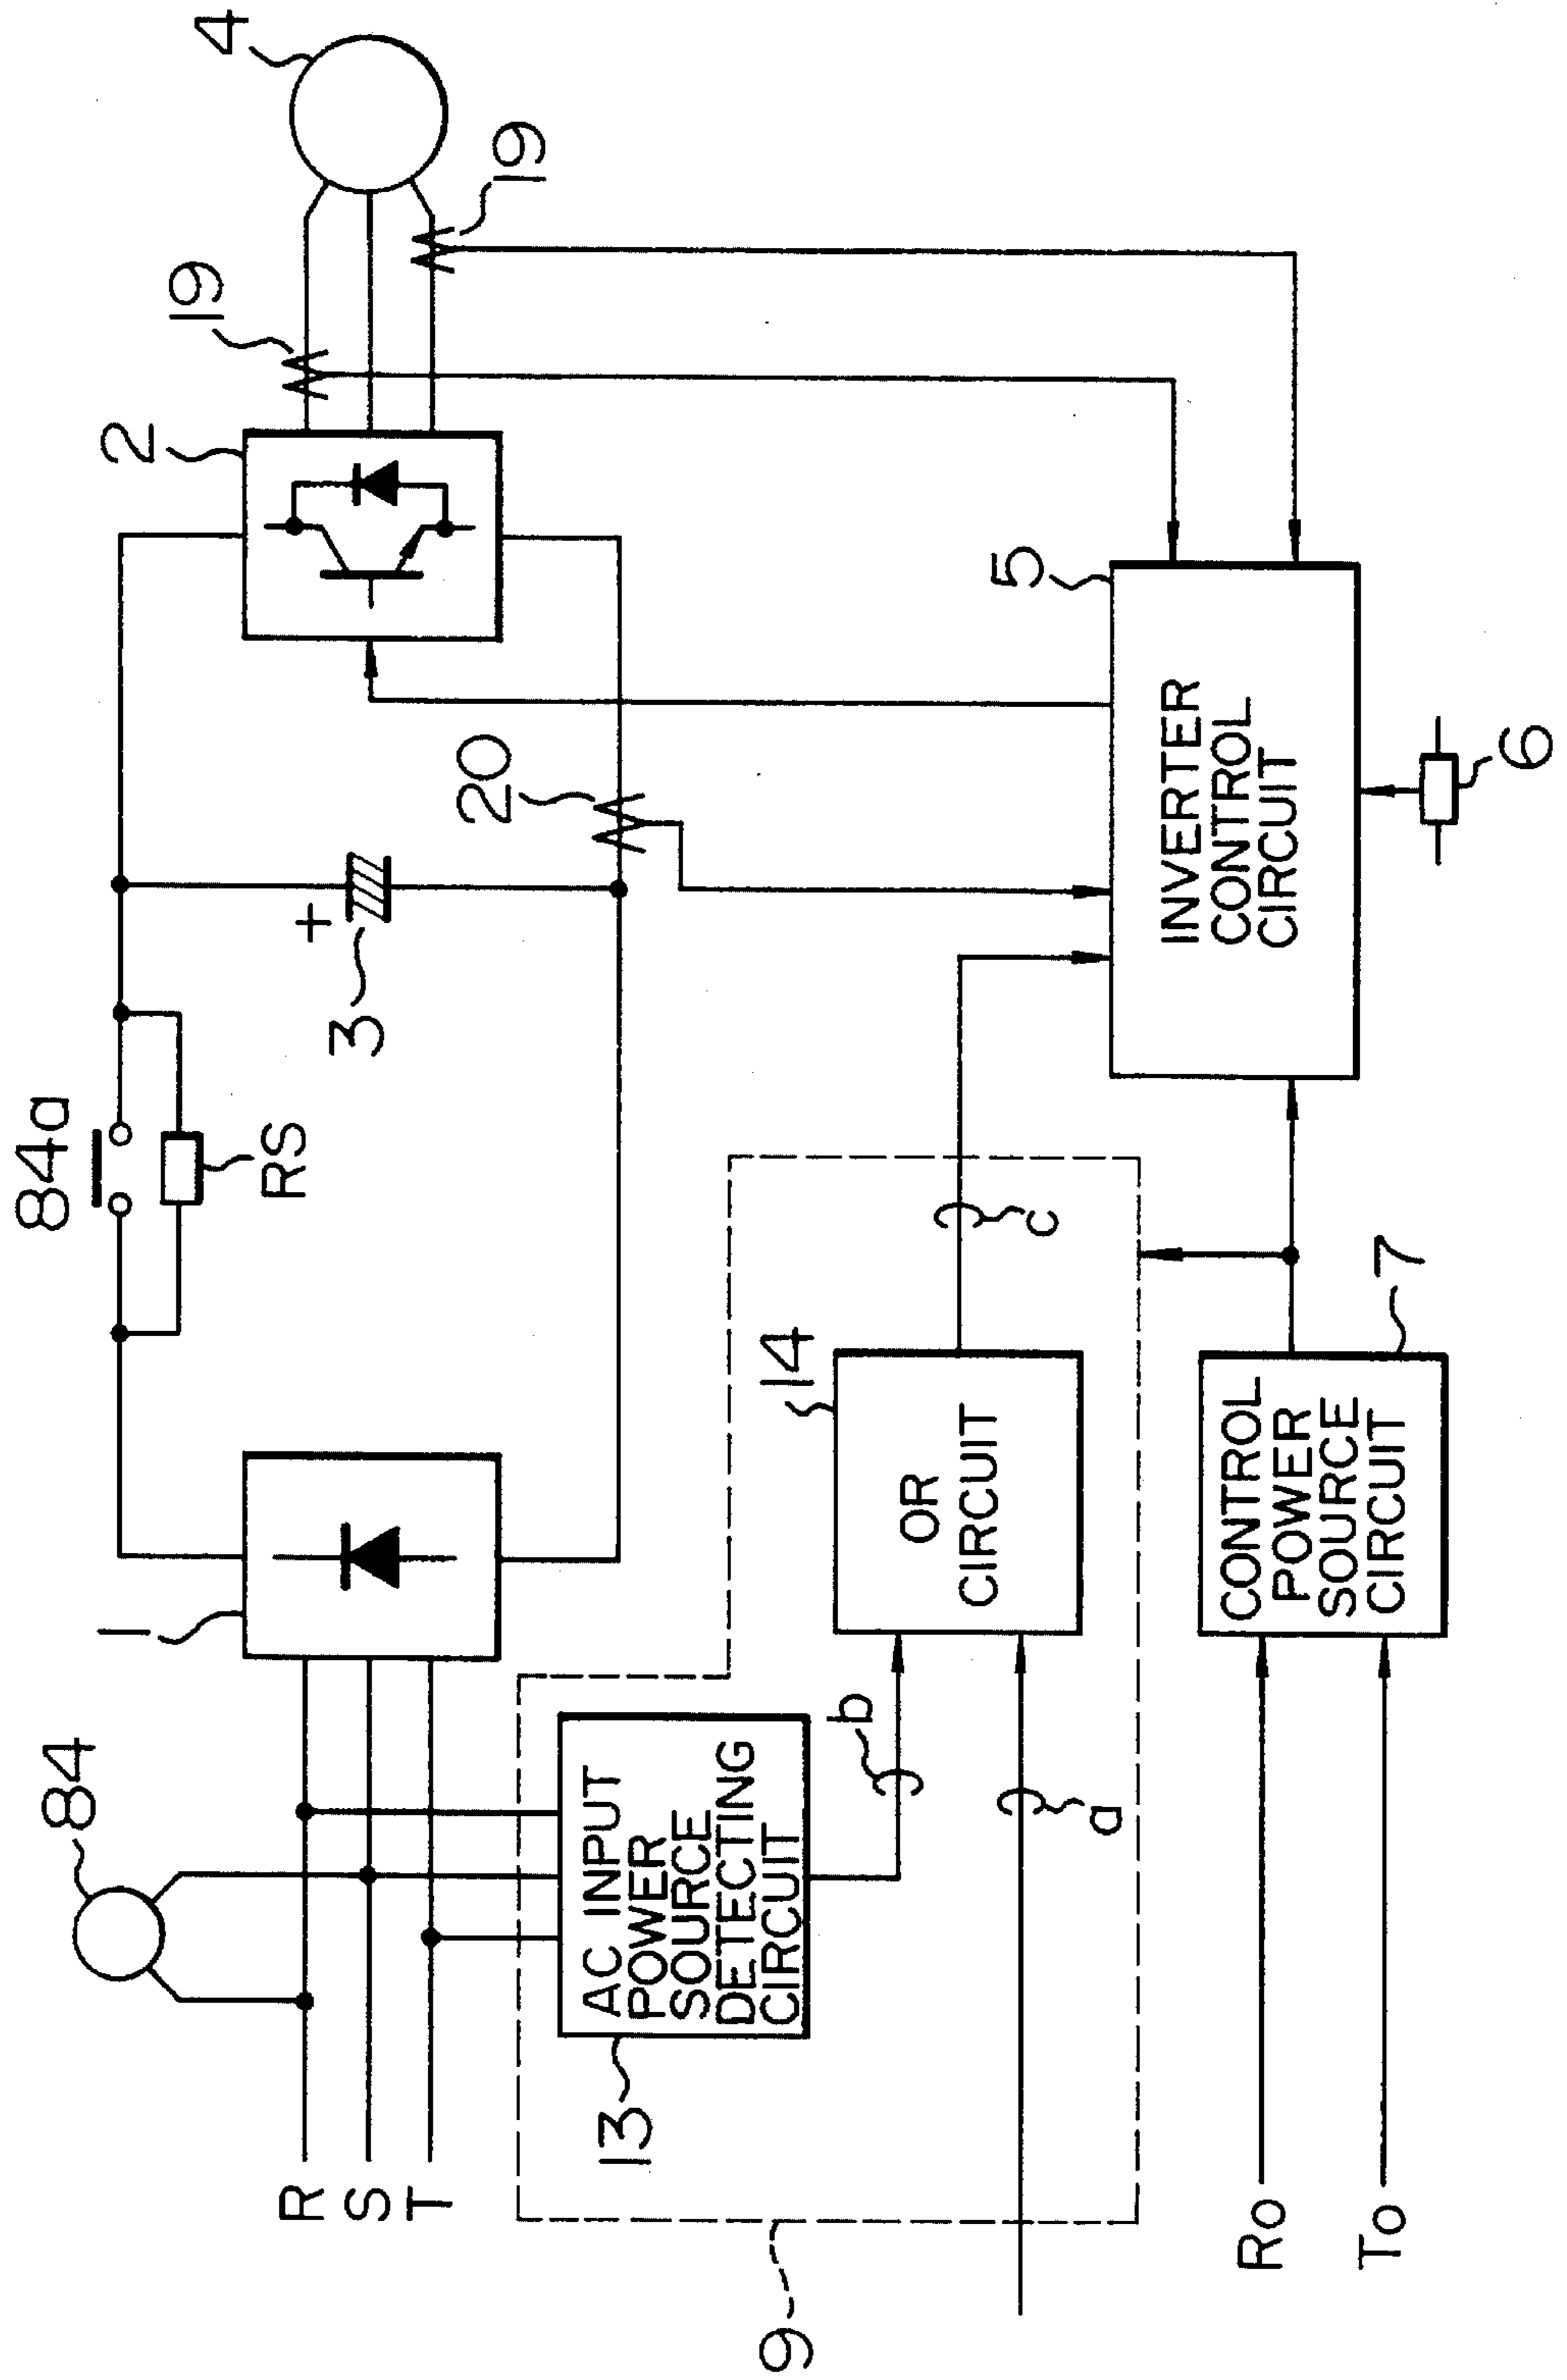 84
1
84a
RS
+
3
2
19
19
4
R
S
T
20
13
AC INPUT
POWER
SOURCE
DETECTING
CIRCUIT
b
a
14
OR
CIRCUIT
c
9
5
INVERTER
CONTROL
CIRCUIT
6
Ro
To
CONTROL
POWER
SOURCE
CIRCUIT
7